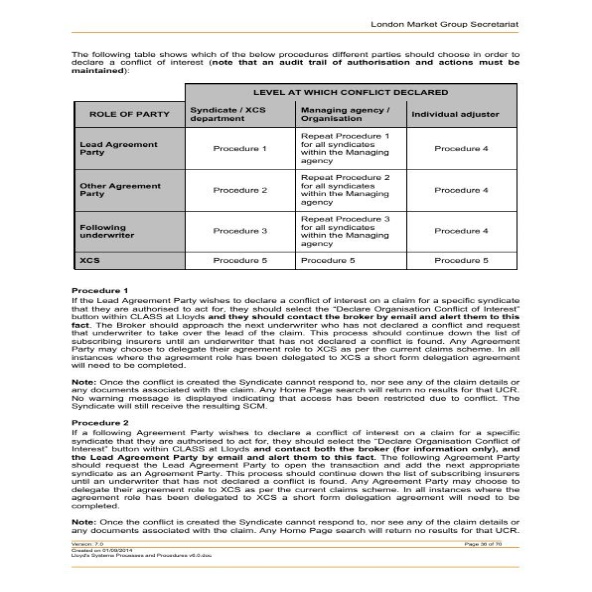 London Market Group Secretariat
The following table shows which of the below procedures different parties should choose in order to
declare a conflict of interest (note that an audit trail of authorisation and actions must be
maintained):
LEVEL AT WHICH CONFLICT DECLARED
ROLE OF PARTY
Syndicate / XCS
department
Managing agency /
Organisation
Individual adjuster
Lead Agreement
Party
Procedure 1
Repeat Procedure 1
for all syndicates
within the Managing
agency
Procedure 4
Other Agreement
Party
Procedure 2
Repeat Procedure 2
for all syndicates
within the Managing
agency
Procedure 4
Following
underwriter
Procedure 3
Repeat Procedure 3
for all syndicates
within the Managing
agency
Procedure 4
XCS
Procedure 5
Procedure 5
Procedure 5
Procedure 1
If the Lead Agreement Party wishes to declare a conflict of interest on a claim for a specific syndicate
that they are authorised to act for, they should select the "Declare Organisation Conflict of Interest"
button within CLASS at Lloyds and they should contact the broker by email and alert them to this
fact. The Broker should approach the next underwriter who has not declared a conflict and request
that underwriter to take over the lead of the claim. This process should continue down the list of
subscribing insurers until an underwriter that has not declared a conflict is found. Any Agreement
Party may choose to delegate their agreement role to XCS as per the current claims scheme. In all
instances where the agreement role has been delegated to XCS a short form delegation agreement
will need to be completed.
Note: Once the conflict is created the Syndicate cannot respond to, nor see any of the claim details or
any documents associated with the claim. Any Home Page search will return no results for that UCR.
No warning message is displayed indicating that access has been restricted due to conflict. The
Syndicate will still receive the resulting SCM.
Procedure 2
If a following Agreement Party wishes to declare a conflict of interest on a claim for a specific
syndicate that they are authorised to act for, they should select the "Declare Organisation Conflict of
Interest" button within CLASS at Lloyds and contact both the broker (for information only), and
the Lead Agreement Party by email and alert them to this fact. The following Agreement Party
should request the Lead Agreement Party to open the transaction and add the next appropriate
syndicate as an Agreement Party. This process should continue down the list of subscribing insurers
until an underwriter that has not declared a conflict is found. Any Agreement Party may choose to
delegate their agreement role to XCS as per the current claims scheme. In all instances where the
agreement role has been delegated to XCS a short form delegation agreement will need to be
completed.
Note: Once the conflict is created the Syndicate cannot respond to, nor see any of the claim details or
any documents associated with the claim. Any Home Page search will return no results for that UCR.
Version: 7.0
Page 36 of 76
Created on 01/09/2014
Lloyd's Systems Processes and Procedures v6.0.doc